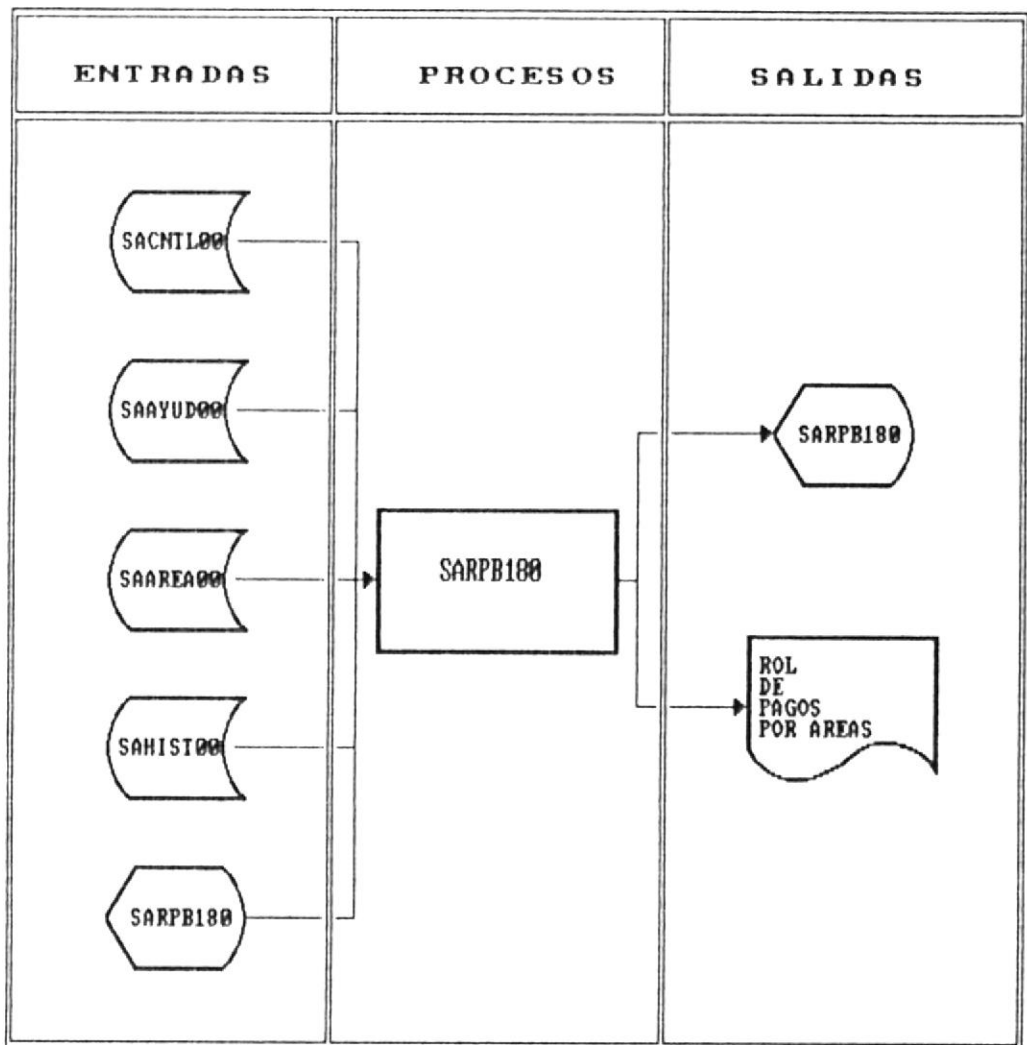 ENTRADAS
PROCESOS
SALIDAS
SACNTL00
SAAYUD00
SAAREA00
SAHIST00
SARPB180
SARPB180
SARPB180
ROL
DE
PAGOS
POR AREAS